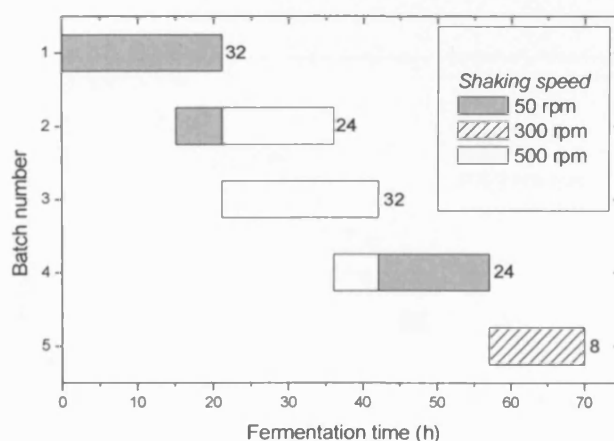 Shaking speed
50 rpm
300 rpm
500 rpm
Batch number
1
32
2
24
3
32
4
24
5
8
0 10 20 30 40 50 60 70
Fermentation time (h)